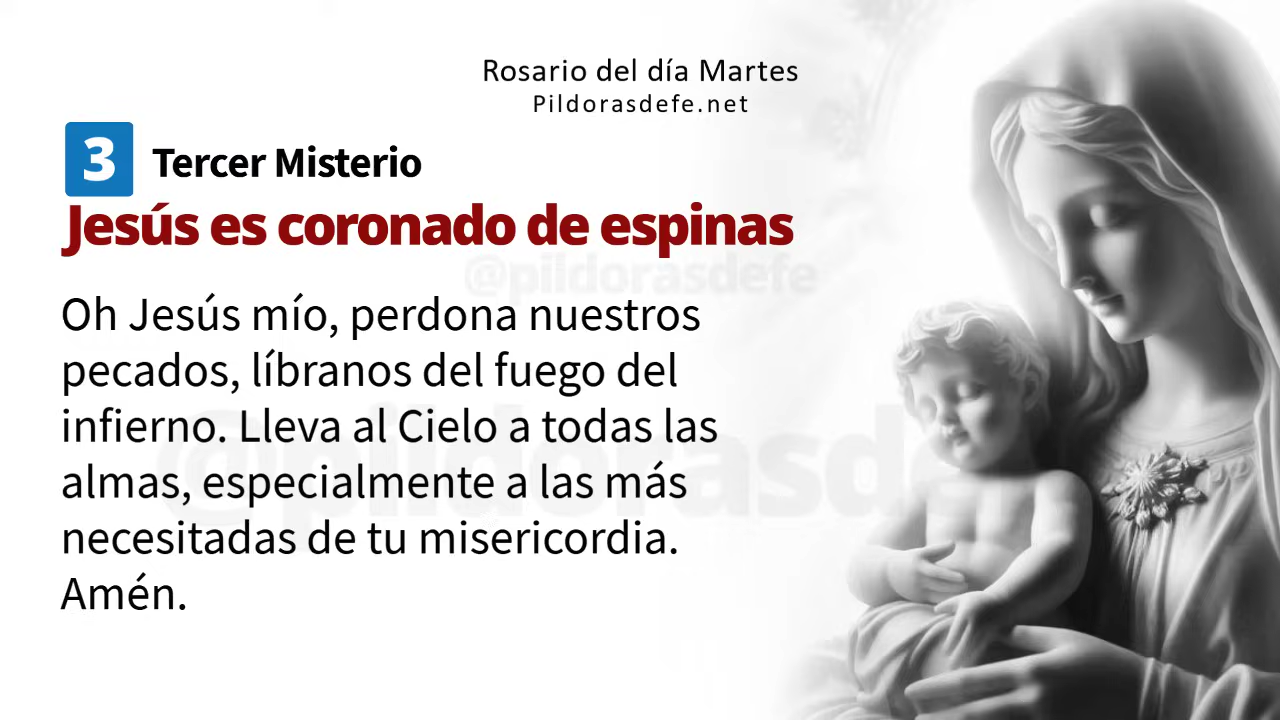 Rosario del día Martes
Pildorasdefe.net
3 Tercer Misterio
Jesús es coronado de espinas
@pildorasdefe
Oh Jesús mío, perdona nuestros
pecados, líbranos del fuego del
infierno. Lleva al Cielo a todas las
almas, especialmente a las más
necesitadas de tu misericordia.
Amén.
@pildorasdefe